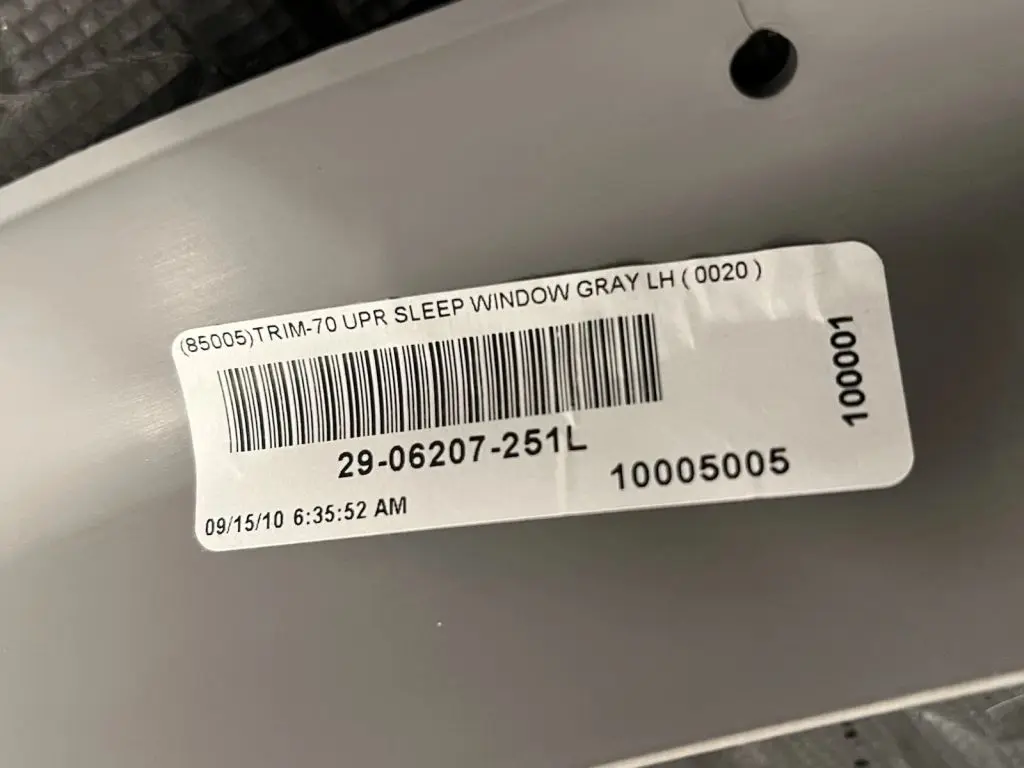 (85005)TRIM-70 UPR SLEEP WINDOW GRAY LH ( 0020 )
29-06207-251L
10005005
09/15/10 6:35:52 AM
100001